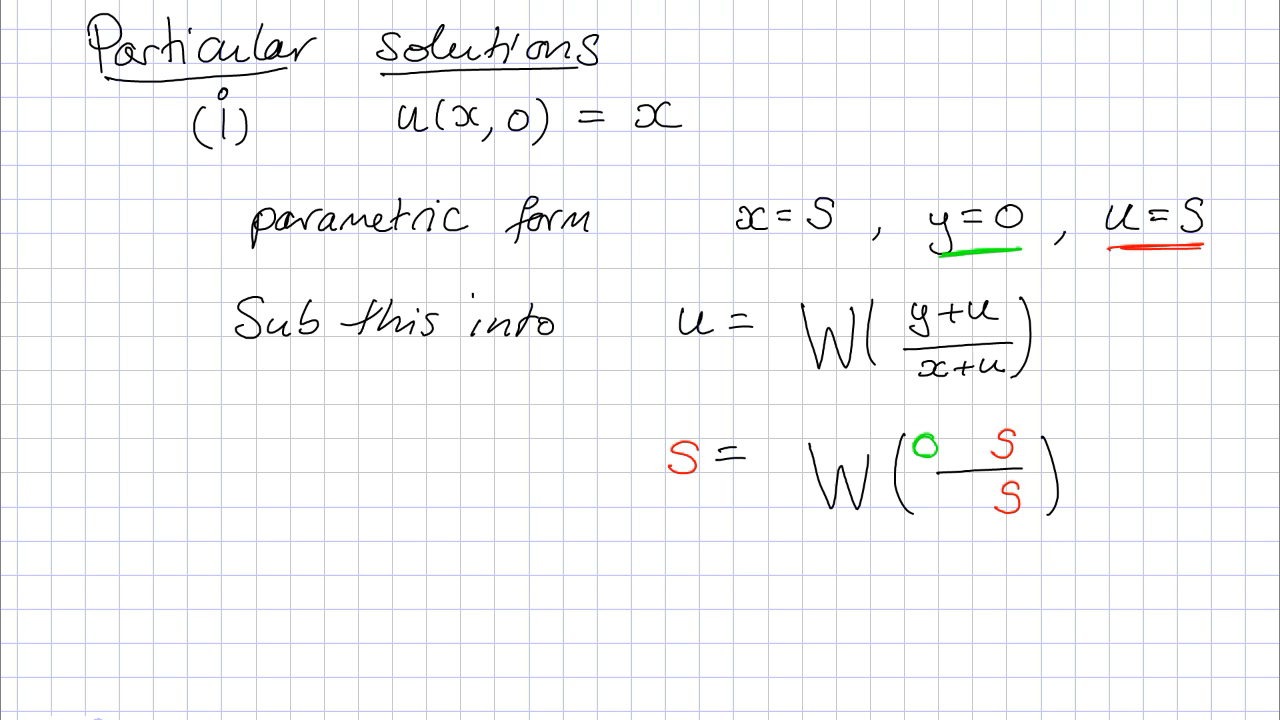 Particular solutions
(i) u(x,0) = x
parametric form x = S , y = 0 , u = S
Sub this into u = W( y+u / x+u )
S = W( 0 S / S )